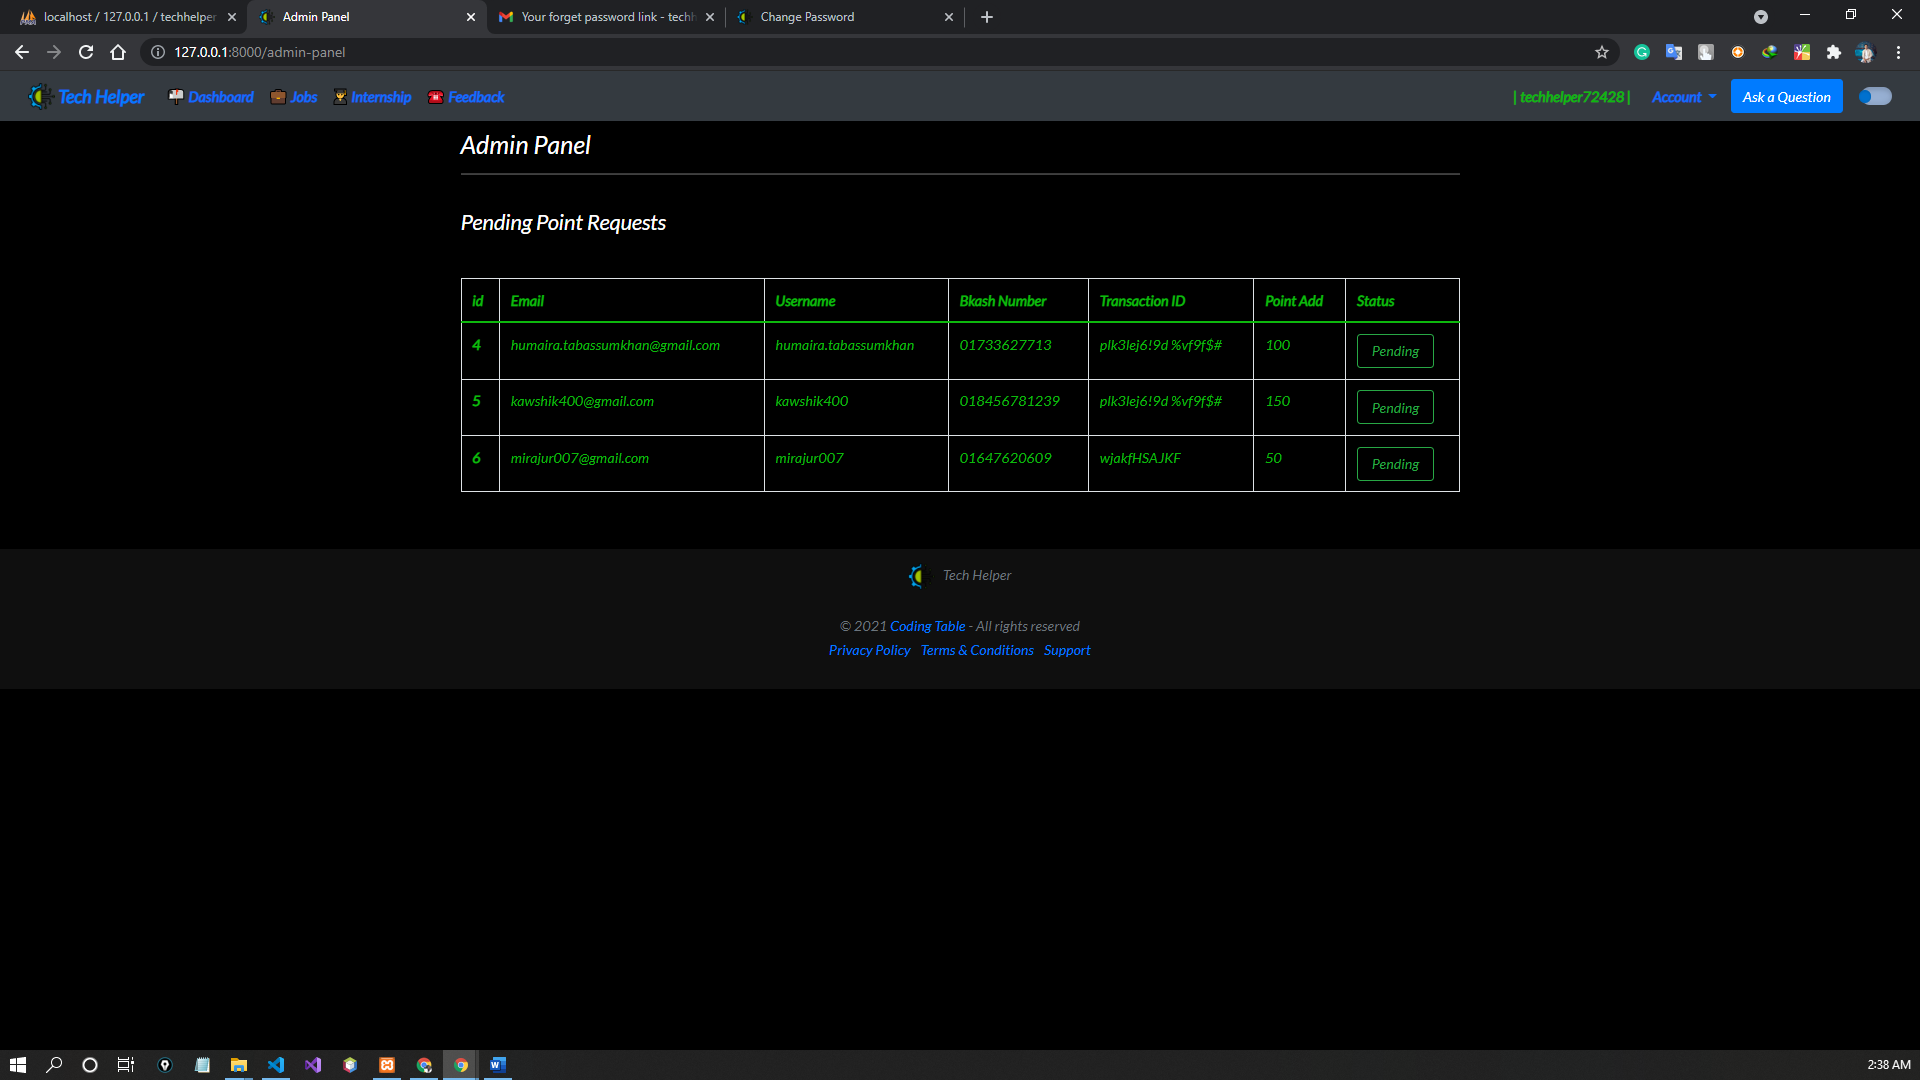 localhost / 127.0.0.1 / techhelper
Admin Panel
Your forget password link - techh
Change Password
127.0.0.1:8000/admin-panel
Tech Helper Dashboard Jobs Internship Feedback
| techhelper72428 | Account Ask a Question
Admin Panel
Pending Point Requests
id Email Username Bkash Number Transaction ID Point Add Status
4 humaira.tabassumkhan@gmail.com humaira.tabassumkhan 01733627713 plk3lej6!9d %vf9f$# 100 Pending
5 kawshik400@gmail.com kawshik400 018456781239 plk3lej6!9d %vf9f$# 150 Pending
6 mirajur007@gmail.com mirajur007 01647620609 wjakfHSAJKF 50 Pending
Tech Helper
© 2021 Coding Table - All rights reserved
Privacy Policy Terms & Conditions Support
2:38 AM